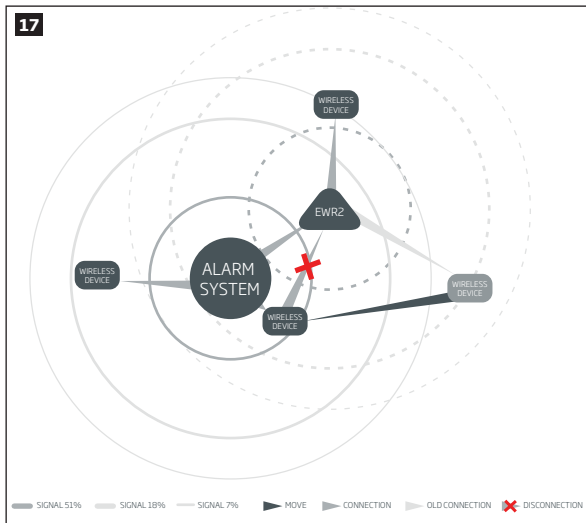 17
WIRELESS
DEVICE
EWR2
WIRELESS
DEVICE
ALARM
SYSTEM
WIRELESS
DEVICE
WIRELESS
DEVICE
SIGNAL 51%
SIGNAL 18%
SIGNAL 7%
MOVE
CONNECTION
OLD CONNECTION
DISCONNECTION